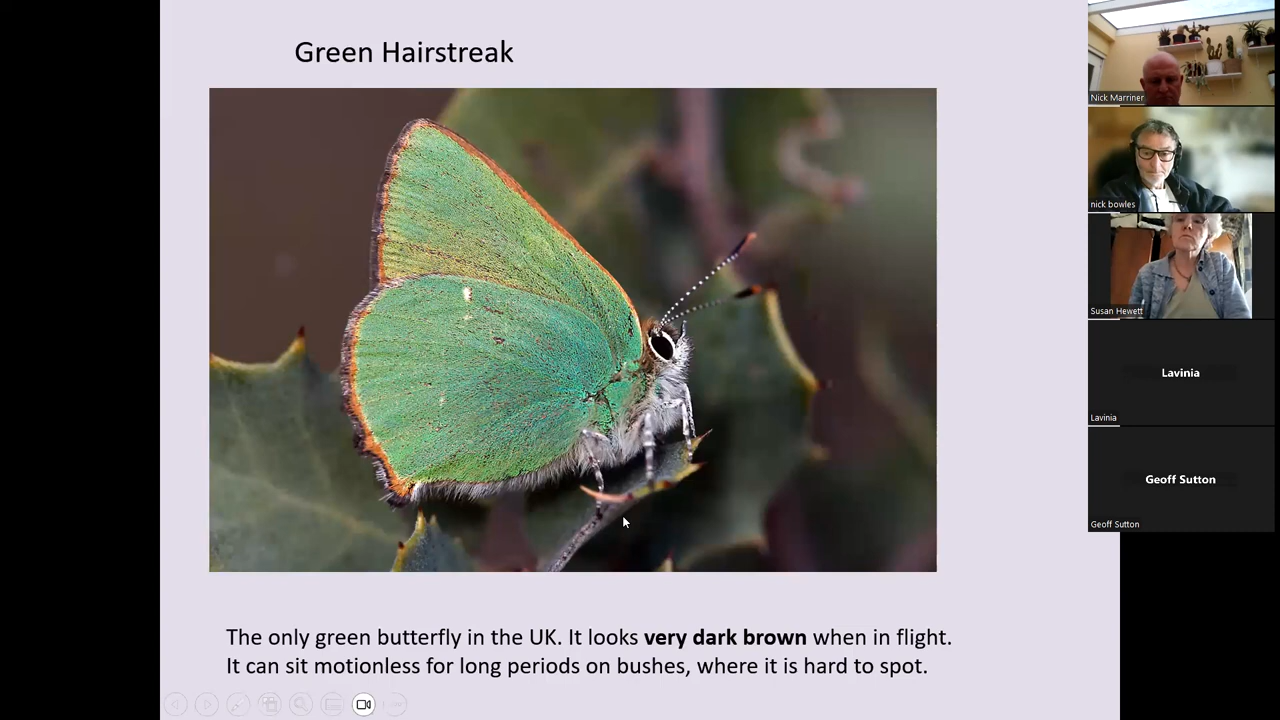 Green Hairstreak
The only green butterfly in the UK. It looks very dark brown when in flight.
It can sit motionless for long periods on bushes, where it is hard to spot.
Nick Marriner
nick bowles
Susan Hewett
Lavinia
Lavinia
Geoff Sutton
Geoff Sutton